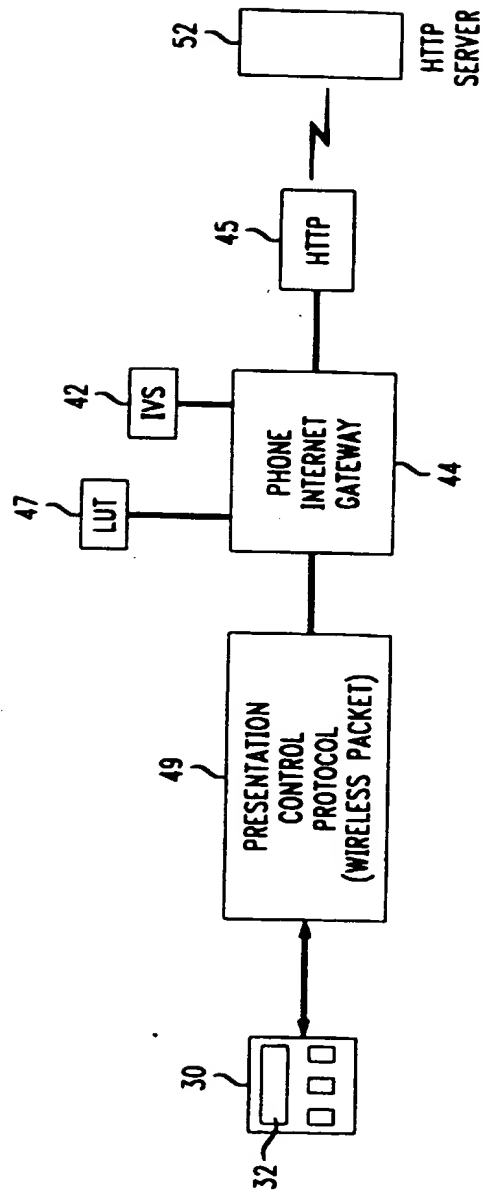 30
32
49
PRESENTATION
CONTROL
PROTOCOL
(WIRELESS PACKET)
47
LUT
42
IVS
PHONE
INTERNET
GATEWAY
44
45
HTTP
52
HTTP
SERVER